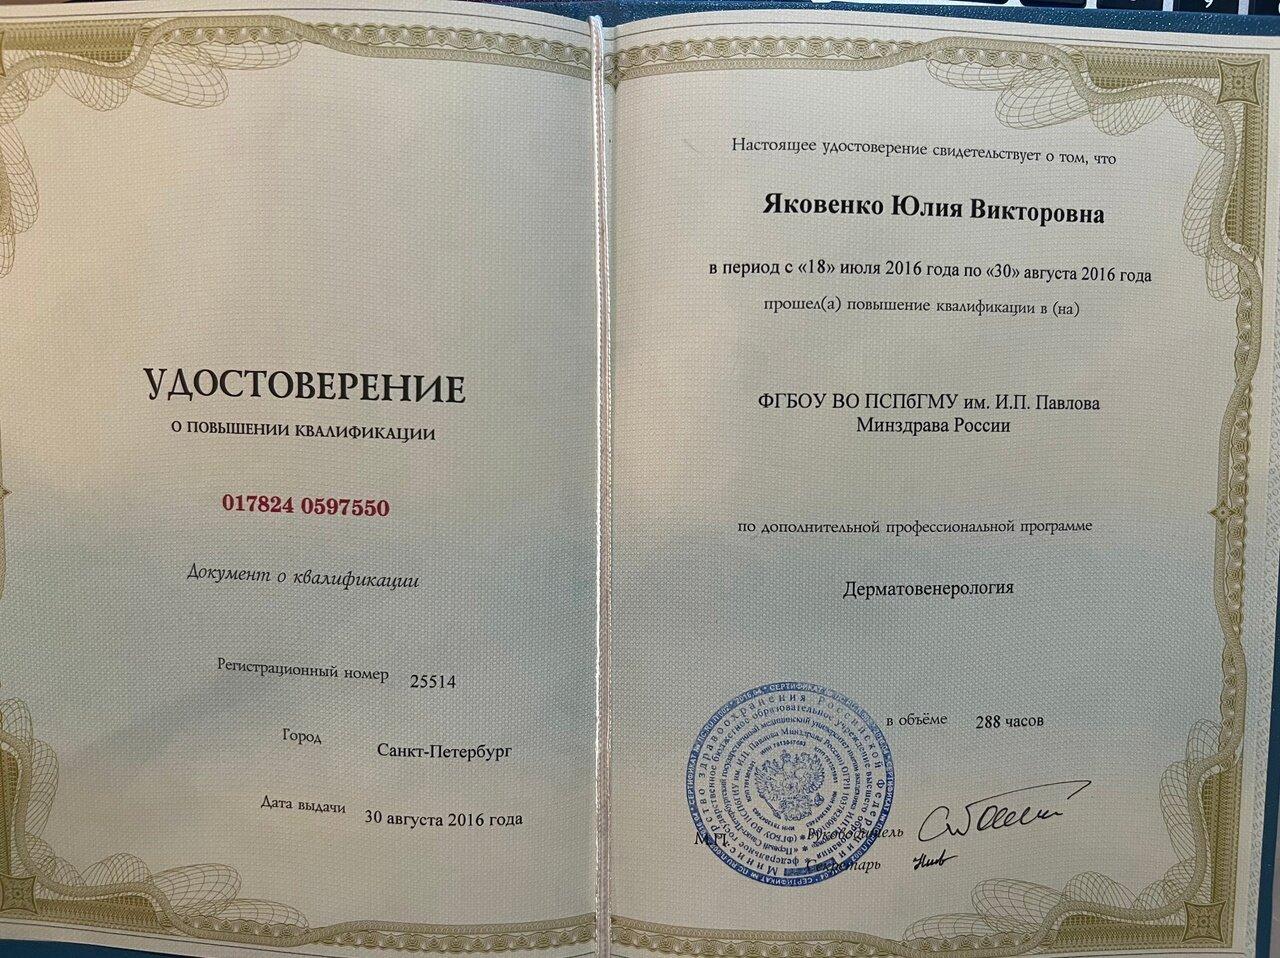 УДОСТОВЕРЕНИЕ
О ПОВЫШЕНИИ КВАЛИФИКАЦИИ
017824 0597550
Документ о квалификации
Регистрационный номер 25514
Город Санкт-Петербург
Дата выдачи 30 августа 2016 года
Настоящее удостоверение свидетельствует о том, что
Яковенко Юлия Викторовна
в период с «18» июля 2016 года по «30» августа 2016 года
прошел(а) повышение квалификации в (на)
ФГБОУ ВО ПСПбГМУ им. И.П. Павлова
Минздрава России
по дополнительной профессиональной программе
Дерматовенерология
в объёме 288 часов
М.П.
Руководитель
Секретарь